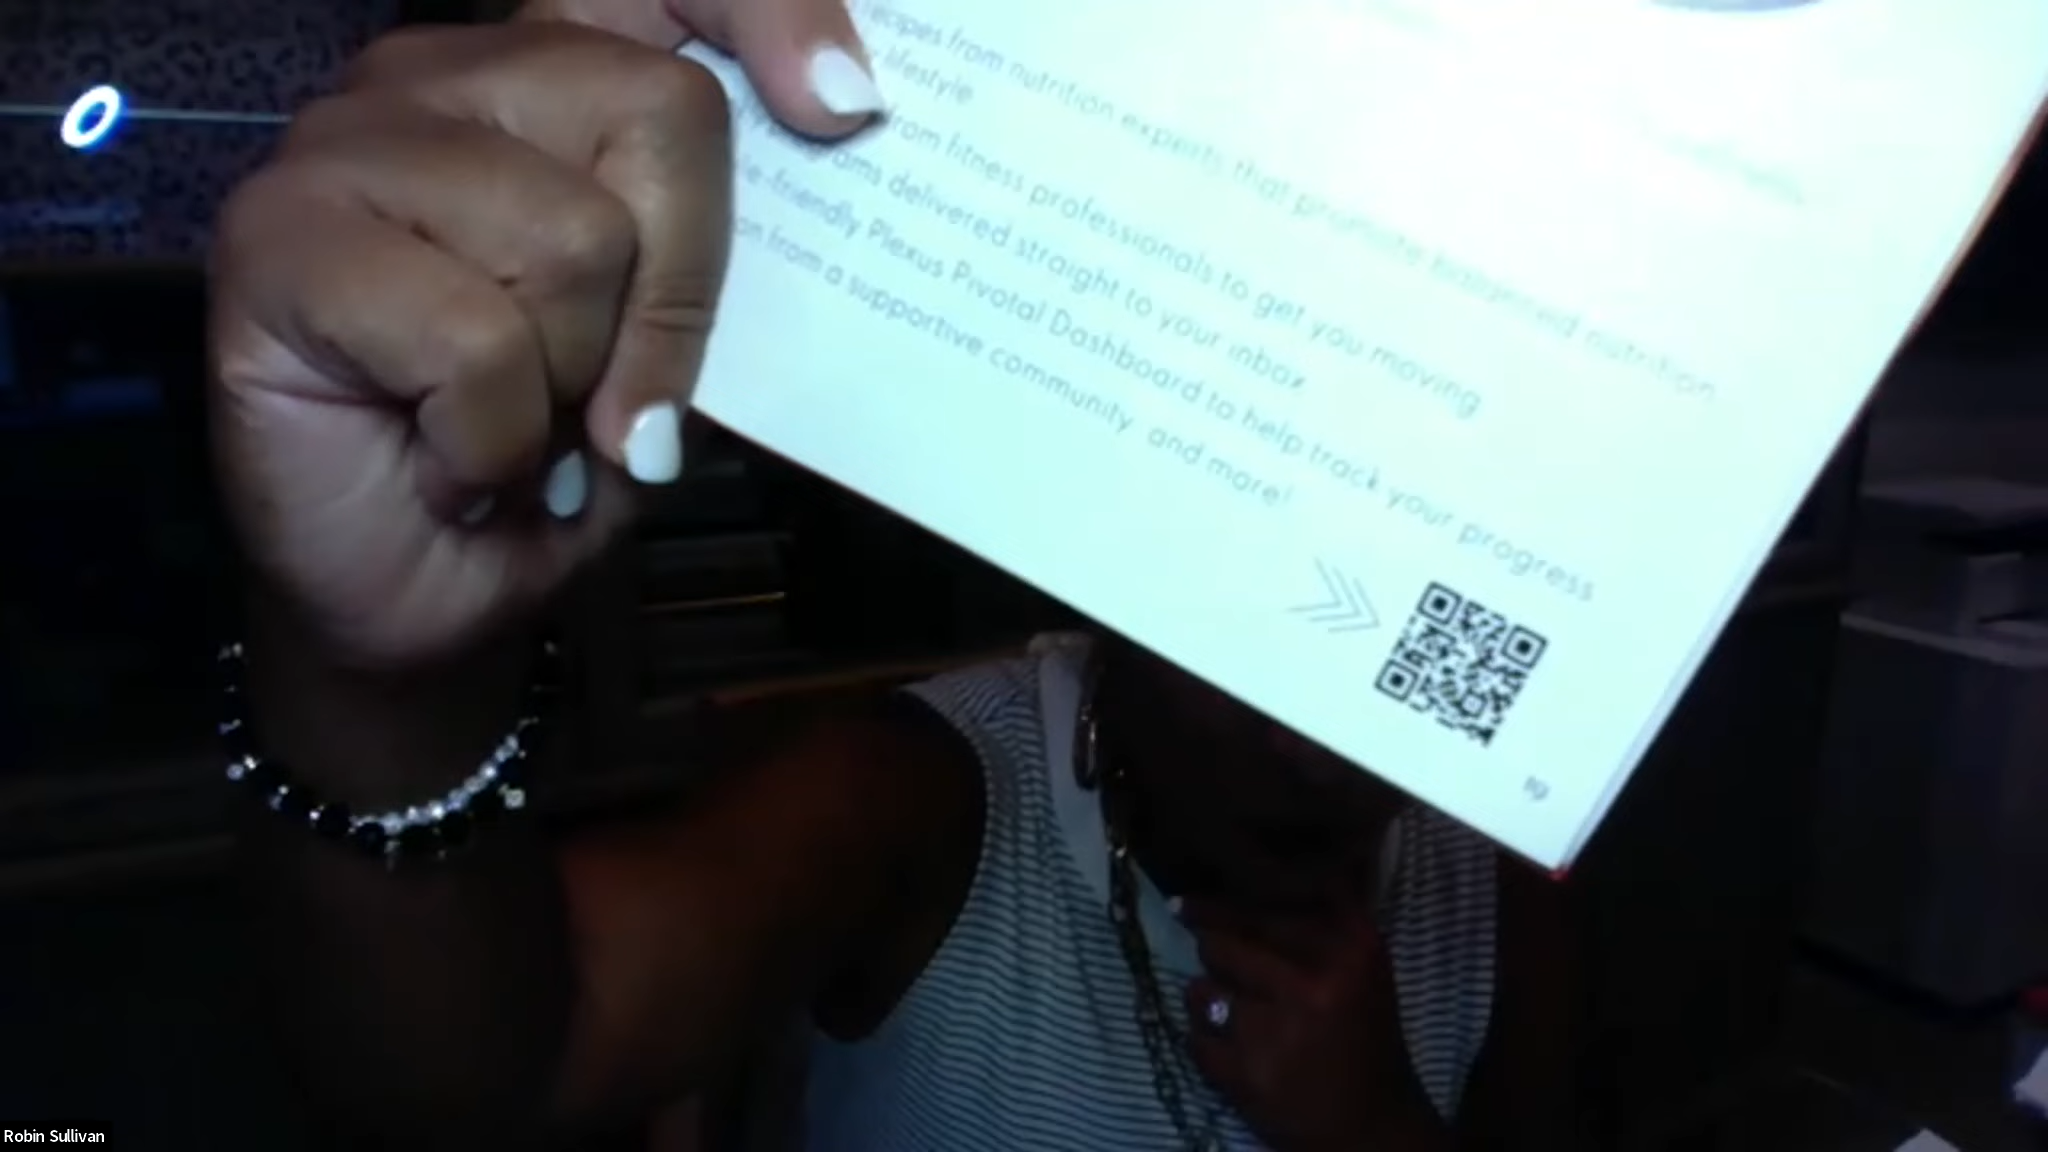 recipes from nutrition experts that promote balanced nutrition
lifestyle
from fitness professionals to get you moving
delivered straight to your inbox
friendly Plexus Pivotal Dashboard to help track your progress
from a supportive community and more!
19
Robin Sullivan